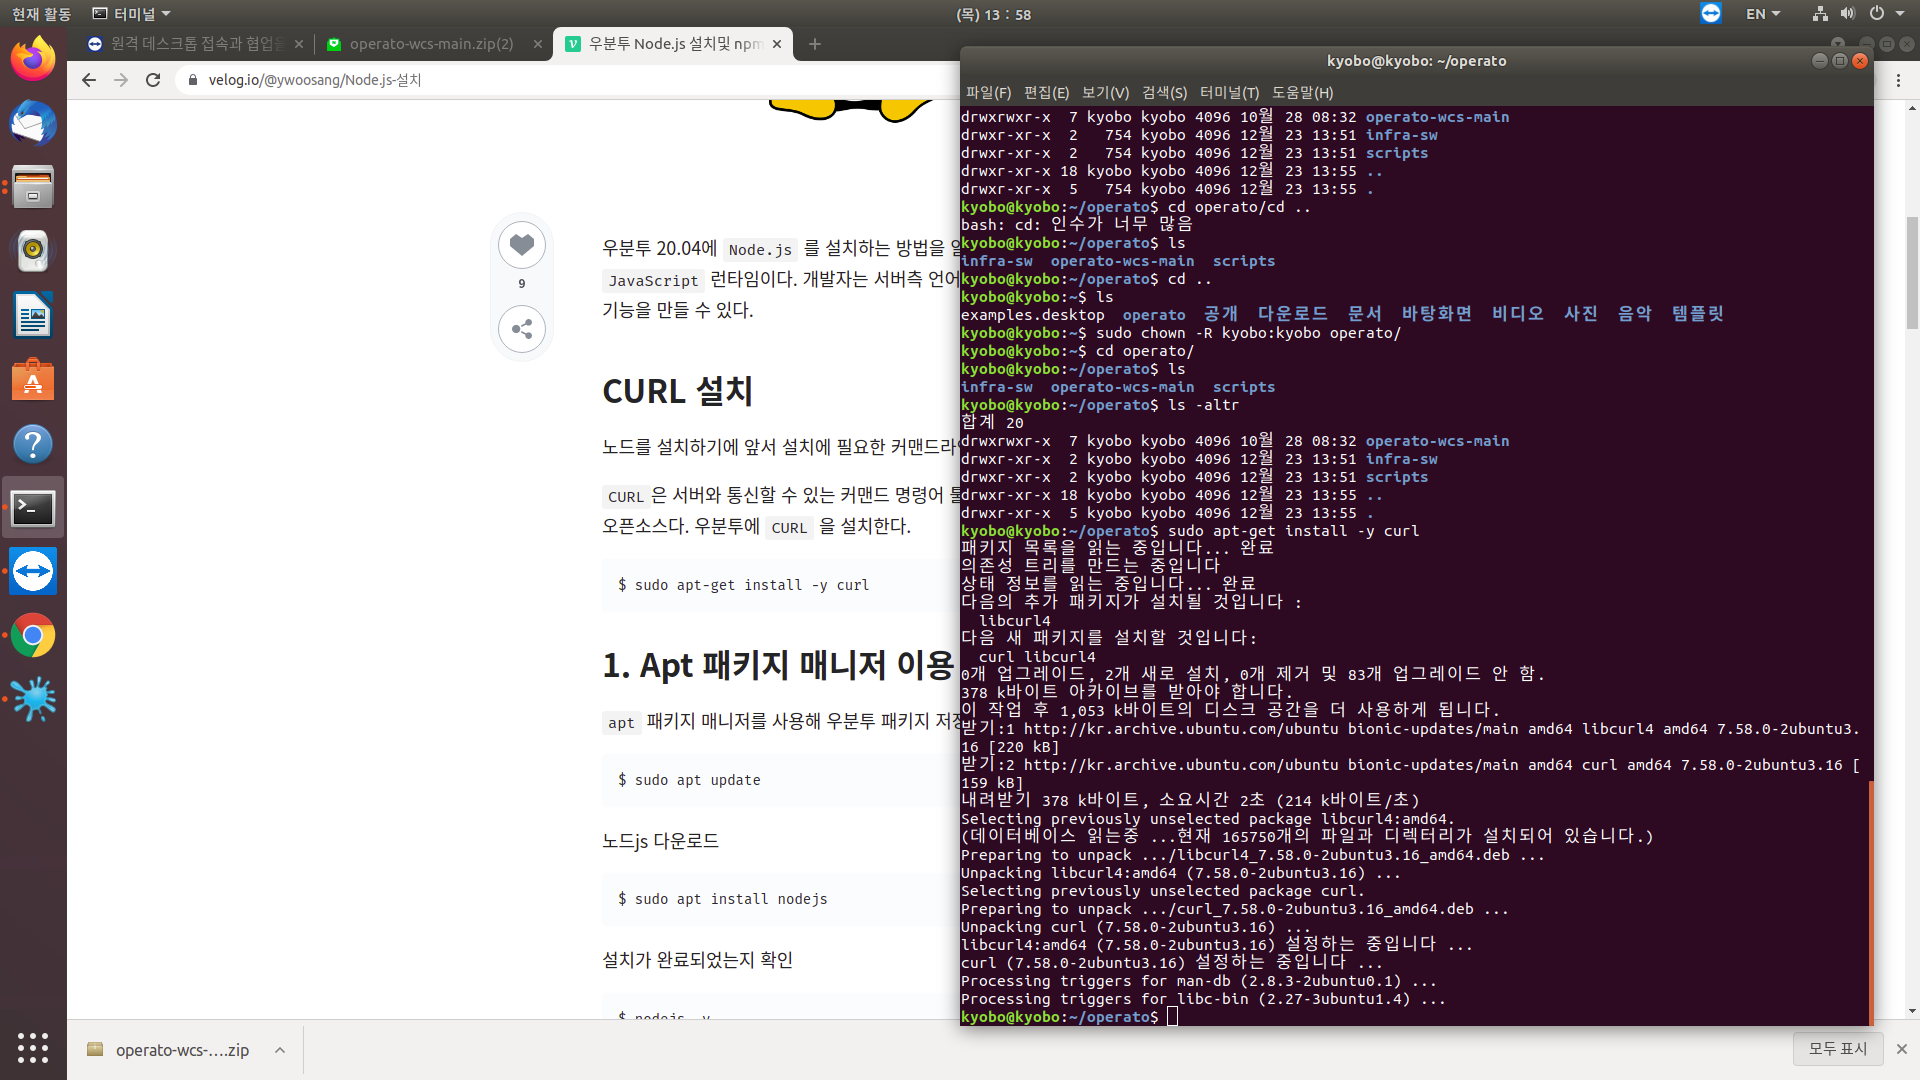 현재 활동
터미널
(목) 13 : 58
EN
원격 데스크톱 접속과 협업을
operato-wcs-main.zip(2)
우분투 Node.js 설치및 npm
velog.io/@ywoosang/Node.js-설치
9
우분투 20.04에 Node.js 를 설치하는 방법을
JavaScript 런타임이다. 개발자는 서버측 언어
기능을 만들 수 있다.
CURL 설치
노드를 설치하기에 앞서 설치에 필요한
CURL 은 서버와 통신할 수 있는 커맨드 명령어
오픈소스다. 우분투에 CURL 을 설치한다.
$ sudo apt-get install -y curl
1. Apt 패키지 매니저 이용
apt 패키지 매니저를 사용해 우분투 패키지
$ sudo apt update
노드js 다운로드
$ sudo apt install nodejs
설치가 완료되었는지 확인
$ nodejs -v
operato-wcs-....zip
모두 표시
kyobo@kyobo: ~/operato
파일(F) 편집(E) 보기(V) 검색(S) 터미널(T) 도움말(H)
drwxrwxr-x  7 kyobo kyobo 4096 10월 28 08:32 operato-wcs-main
drwxr-xr-x  2   754 kyobo 4096 12월 23 13:51 infra-sw
drwxr-xr-x  2   754 kyobo 4096 12월 23 13:51 scripts
drwxr-xr-x 18 kyobo kyobo 4096 12월 23 13:55 ..
drwxr-xr-x  5   754 kyobo 4096 12월 23 13:55 .
kyobo@kyobo:~/operato$ cd operato/cd ..
bash: cd: 인수가 너무 많음
kyobo@kyobo:~/operato$ ls
infra-sw  operato-wcs-main  scripts
kyobo@kyobo:~/operato$ cd ..
kyobo@kyobo:~$ ls
examples.desktop  operato  공개  다운로드  문서  바탕화면  비디오  사진  음악  템플릿
kyobo@kyobo:~$ sudo chown -R kyobo:kyobo operato/
kyobo@kyobo:~$ cd operato/
kyobo@kyobo:~/operato$ ls
infra-sw  operato-wcs-main  scripts
kyobo@kyobo:~/operato$ ls -altr
합계 20
drwxrwxr-x  7 kyobo kyobo 4096 10월 28 08:32 operato-wcs-main
drwxr-xr-x  2 kyobo kyobo 4096 12월 23 13:51 infra-sw
drwxr-xr-x  2 kyobo kyobo 4096 12월 23 13:51 scripts
drwxr-xr-x 18 kyobo kyobo 4096 12월 23 13:55 ..
drwxr-xr-x  5 kyobo kyobo 4096 12월 23 13:55 .
kyobo@kyobo:~/operato$ sudo apt-get install -y curl
패키지 목록을 읽는 중입니다... 완료
의존성 트리를 만드는 중입니다
상태 정보를 읽는 중입니다... 완료
다음의 추가 패키지가 설치될 것입니다 :
  libcurl4
다음 새 패키지를 설치할 것입니다:
  curl libcurl4
0개 업그레이드, 2개 새로 설치, 0개 제거 및 83개 업그레이드 안 함.
378 k바이트 아카이브를 받아야 합니다.
이 작업 후 1,053 k바이트의 디스크 공간을 더 사용하게 됩니다.
받기:1 http://kr.archive.ubuntu.com/ubuntu bionic-updates/main amd64 libcurl4 amd64 7.58.0-2ubuntu3.
16 [220 kB]
받기:2 http://kr.archive.ubuntu.com/ubuntu bionic-updates/main amd64 curl amd64 7.58.0-2ubuntu3.16 [
159 kB]
내려받기 378 k바이트, 소요시간 2초 (214 k바이트/초)
Selecting previously unselected package libcurl4:amd64.
(데이터베이스 읽는중 ...현재 165750개의 파일과 디렉터리가 설치되어 있습니다.)
Preparing to unpack .../libcurl4_7.58.0-2ubuntu3.16_amd64.deb ...
Unpacking libcurl4:amd64 (7.58.0-2ubuntu3.16) ...
Selecting previously unselected package curl.
Preparing to unpack .../curl_7.58.0-2ubuntu3.16_amd64.deb ...
Unpacking curl (7.58.0-2ubuntu3.16) ...
libcurl4:amd64 (7.58.0-2ubuntu3.16) 설정하는 중입니다 ...
curl (7.58.0-2ubuntu3.16) 설정하는 중입니다 ...
Processing triggers for man-db (2.8.3-2ubuntu0.1) ...
Processing triggers for libc-bin (2.27-3ubuntu1.4) ...
kyobo@kyobo:~/operato$